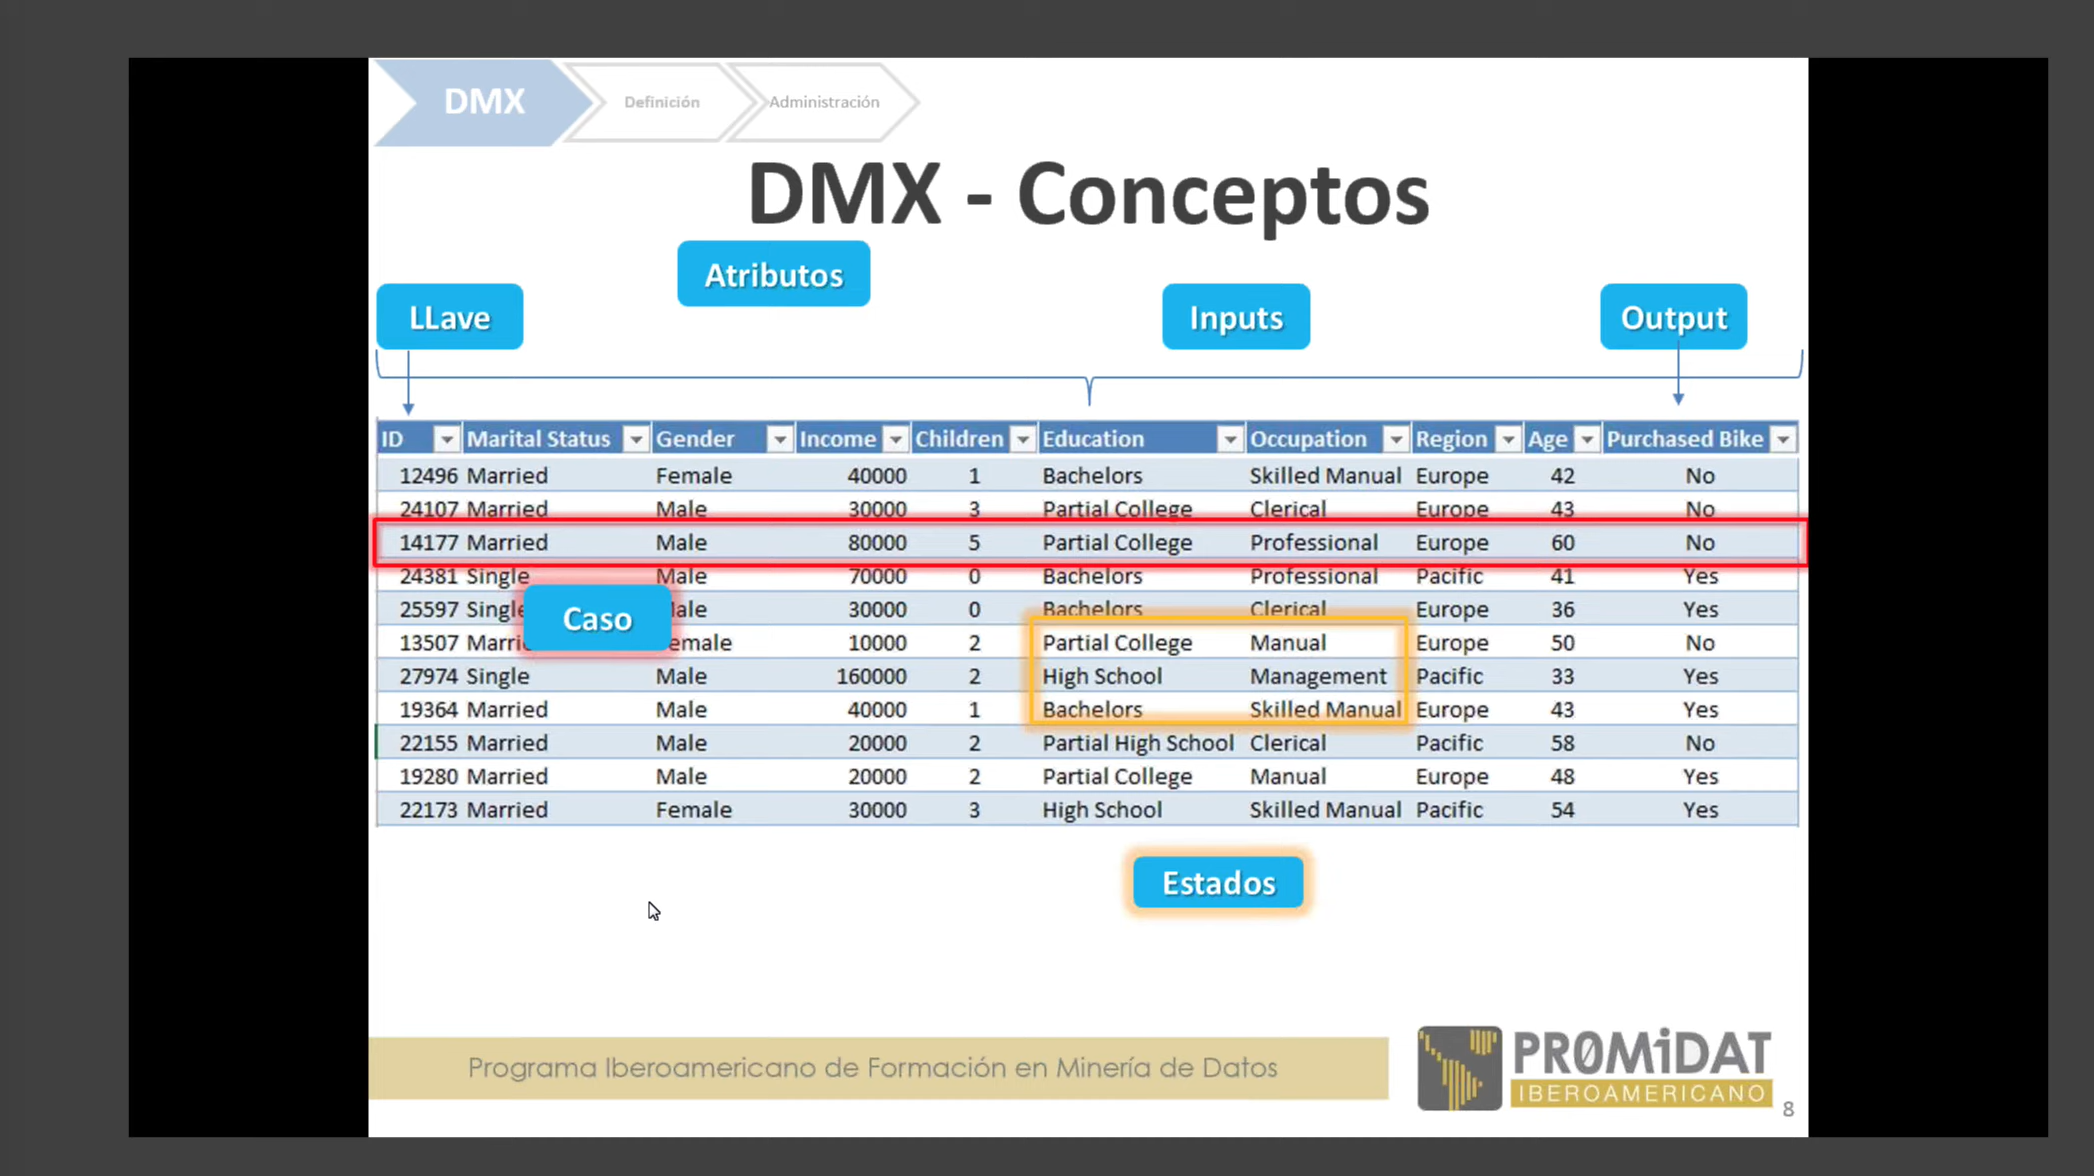 DMX
Definición
Administración
DMX - Conceptos
Atributos
LLave
Inputs
Output
ID Marital Status Gender Income Children Education Occupation Region Age Purchased Bike
12496 Married Female 40000 1 Bachelors Skilled Manual Europe 42 No
24107 Married Male 30000 3 Partial College Clerical Europe 43 No
14177 Married Male 80000 5 Partial College Professional Europe 60 No
24381 Single Male 70000 0 Bachelors Professional Pacific 41 Yes
25597 Single ale 30000 0 Bachelors Clerical Europe 36 Yes
Caso
13507 Marri emale 10000 2 Partial College Manual Europe 50 No
27974 Single Male 160000 2 High School Management Pacific 33 Yes
19364 Married Male 40000 1 Bachelors Skilled Manual Europe 43 Yes
22155 Married Male 20000 2 Partial High School Clerical Pacific 58 No
19280 Married Male 20000 2 Partial College Manual Europe 48 Yes
22173 Married Female 30000 3 High School Skilled Manual Pacific 54 Yes
Estados
Programa Iberoamericano de Formación en Minería de Datos
PR0MiDAT
IBEROAMERICANO
8